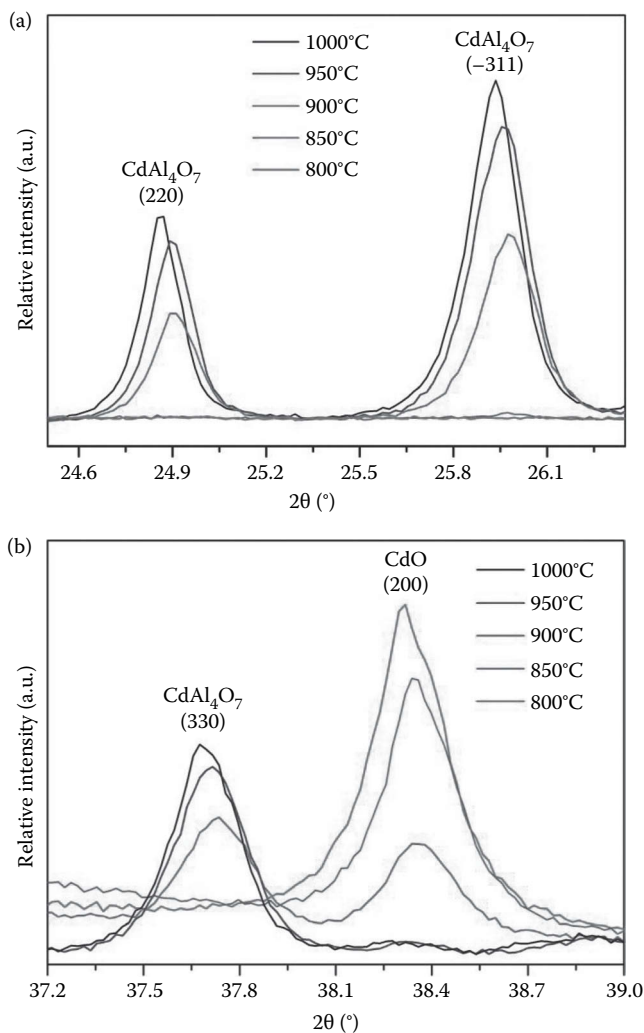 (a)
1000°C
950°C
900°C
850°C
800°C
CdAl₄O₇
(–311)
CdAl₄O₇
(220)
Relative intensity (a.u.)
24.6 24.9 25.2 25.5 25.8 26.1
2θ (°)
(b)
CdO
(200)
1000°C
950°C
900°C
850°C
800°C
CdAl₄O₇
(330)
Relative intensity (a.u.)
37.2 37.5 37.8 38.1 38.4 38.7 39.0
2θ (°)